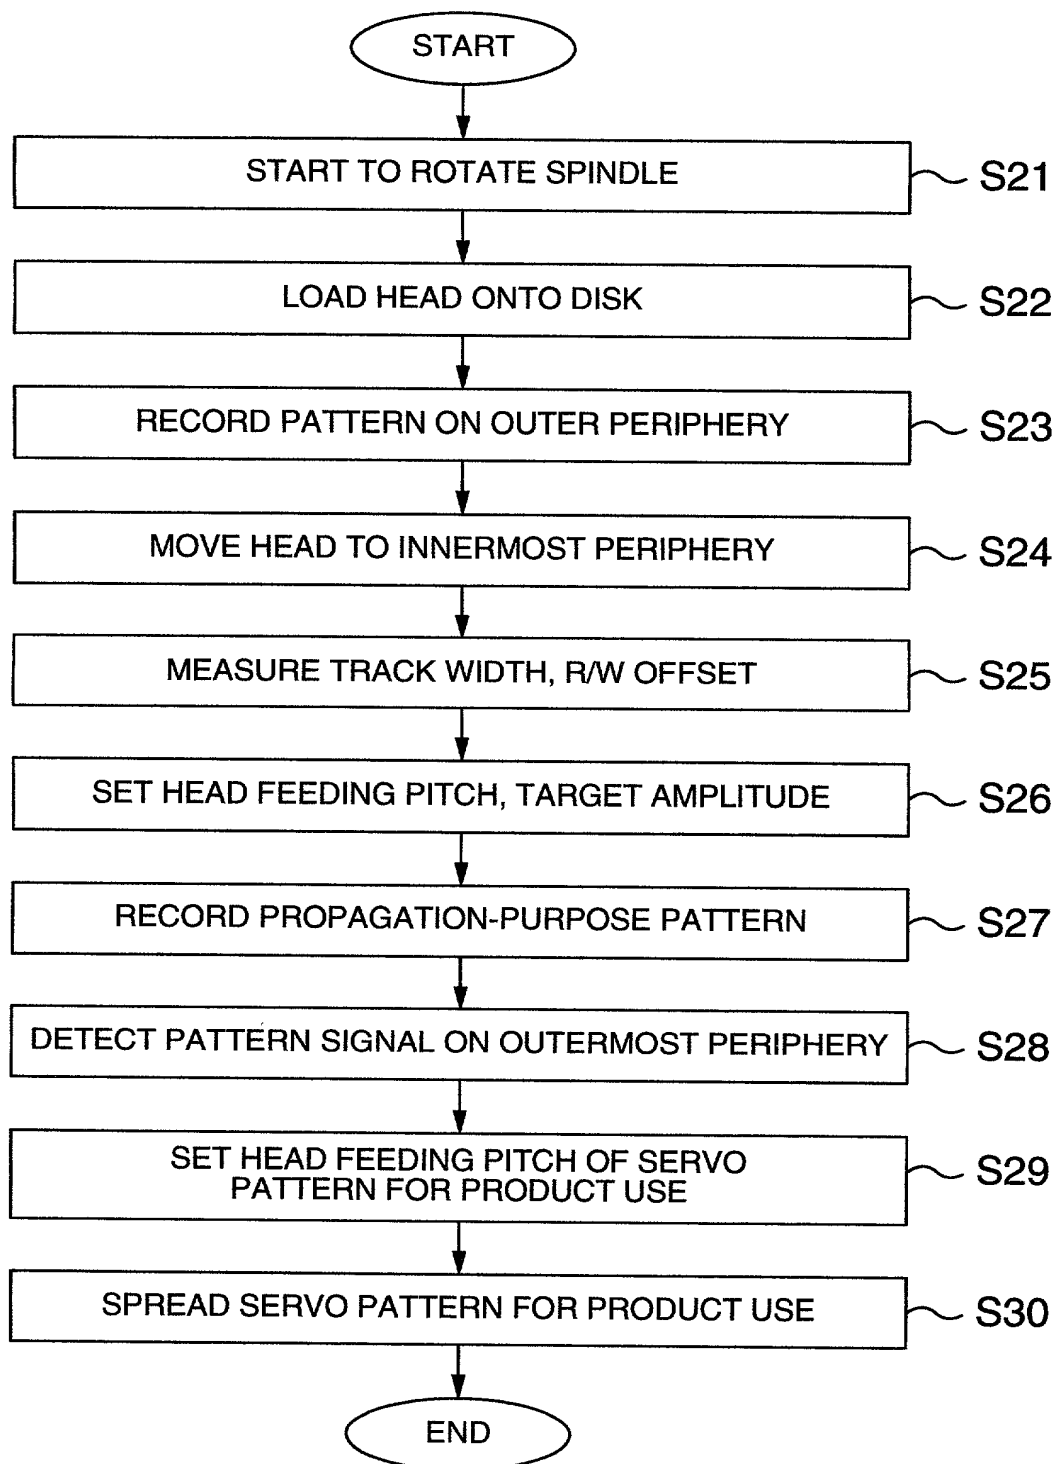 START
START TO ROTATE SPINDLE
S21
LOAD HEAD ONTO DISK
S22
RECORD PATTERN ON OUTER PERIPHERY
S23
MOVE HEAD TO INNERMOST PERIPHERY
S24
MEASURE TRACK WIDTH, R/W OFFSET
S25
SET HEAD FEEDING PITCH, TARGET AMPLITUDE
S26
RECORD PROPAGATION-PURPOSE PATTERN
S27
DETECT PATTERN SIGNAL ON OUTERMOST PERIPHERY
S28
SET HEAD FEEDING PITCH OF SERVO
PATTERN FOR PRODUCT USE
S29
SPREAD SERVO PATTERN FOR PRODUCT USE
S30
END